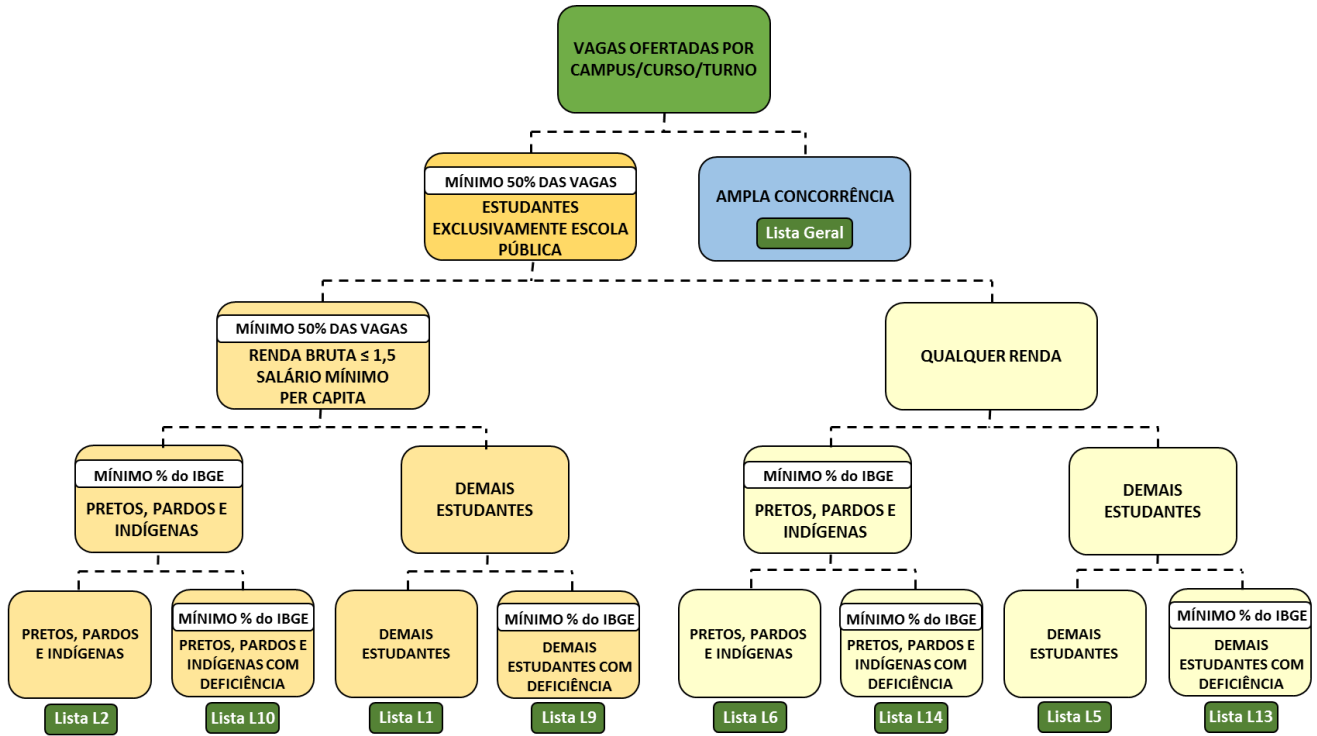 VAGAS OFERTADAS POR
CAMPUS/CURSO/TURNO
MÍNIMO 50% DAS VAGAS
ESTUDANTES
EXCLUSIVAMENTE ESCOLA
PÚBLICA
AMPLA CONCORRÊNCIA
Lista Geral
MÍNIMO 50% DAS VAGAS
RENDA BRUTA ≤ 1,5
SALÁRIO MÍNIMO
PER CAPITA
QUALQUER RENDA
MÍNIMO % do IBGE
PRETOS, PARDOS E
INDÍGENAS
DEMAIS
ESTUDANTES
MÍNIMO % do IBGE
PRETOS, PARDOS E
INDÍGENAS
DEMAIS
ESTUDANTES
PRETOS, PARDOS
E INDÍGENAS
Lista L2
MÍNIMO % do IBGE
PRETOS, PARDOS E
INDÍGENAS COM
DEFICIÊNCIA
Lista L10
DEMAIS
ESTUDANTES
Lista L1
MÍNIMO % do IBGE
DEMAIS
ESTUDANTES COM
DEFICIÊNCIA
Lista L9
PRETOS, PARDOS
E INDÍGENAS
Lista L6
MÍNIMO % do IBGE
PRETOS, PARDOS E
INDÍGENAS COM
DEFICIÊNCIA
Lista L14
DEMAIS
ESTUDANTES
Lista L5
MÍNIMO % do IBGE
DEMAIS
ESTUDANTES COM
DEFICIÊNCIA
Lista L13